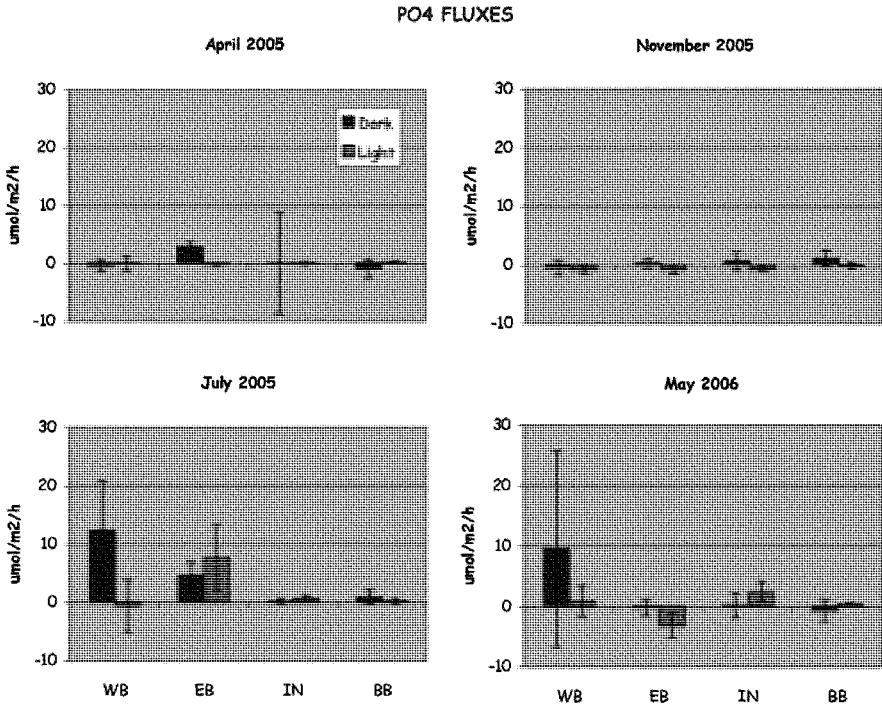 PO4 FLUXES
April 2005
30
20
10
0
-10
umol/m2/h
Dark
Light
November 2005
30
20
10
0
-10
umol/m2/h
July 2005
30
20
10
0
-10
umol/m2/h
WB EB IN BB
May 2006
30
20
10
0
-10
umol/m2/h
WB EB IN BB